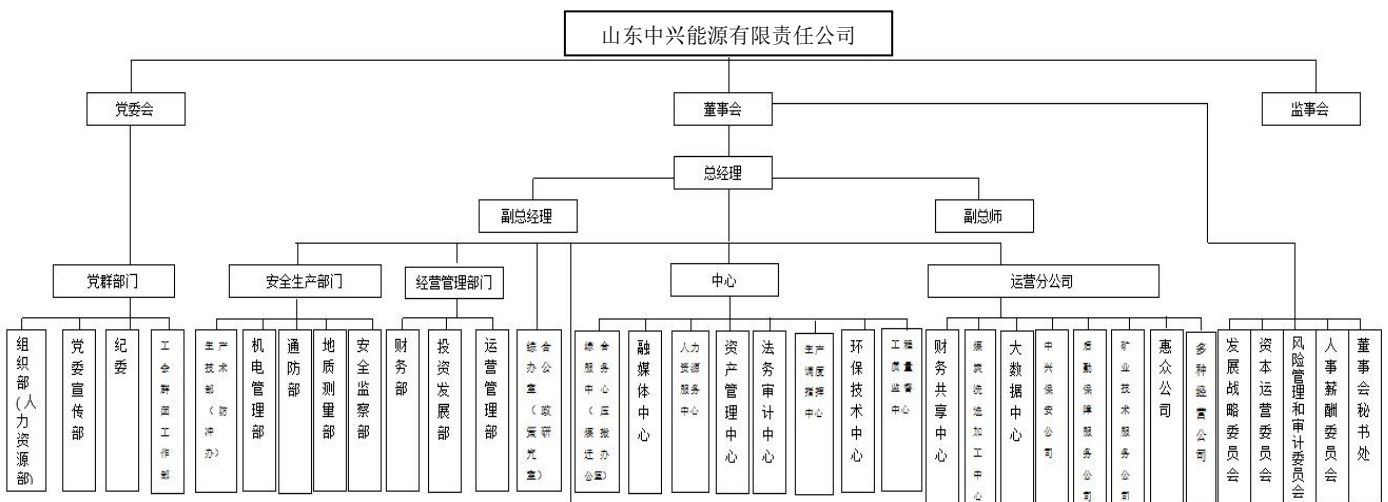 山东中兴能源有限责任公司
党委会
董事会
监事会
总经理
副总经理
副总师
党群部门
安全生产部门
经营管理部门
中心
运营分公司
组织部(人力资源部)
党委宣传部
纪委
工会群团工作部
生产技术部(防冲办)
机电管理部
通防部
地质测量部
安全监察部
财务部
投资发展部
运营管理部
综合办公室(政策研究室)
综合服务中心(压煤搬迁办公室)
融媒体中心
人力资源服务中心
资产管理中心
法务审计中心
生产调度指挥中心
环保技术中心
工程质量监督中心
财务共享中心
煤炭洗选加工中心
大数据中心
中兴保安公司
后勤保障服务公司
矿业技术服务公司
惠众公司
多种经营公司
发展战略委员会
资本运营委员会
风险管理和审计委员会
人事薪酬委员会
董事会秘书处